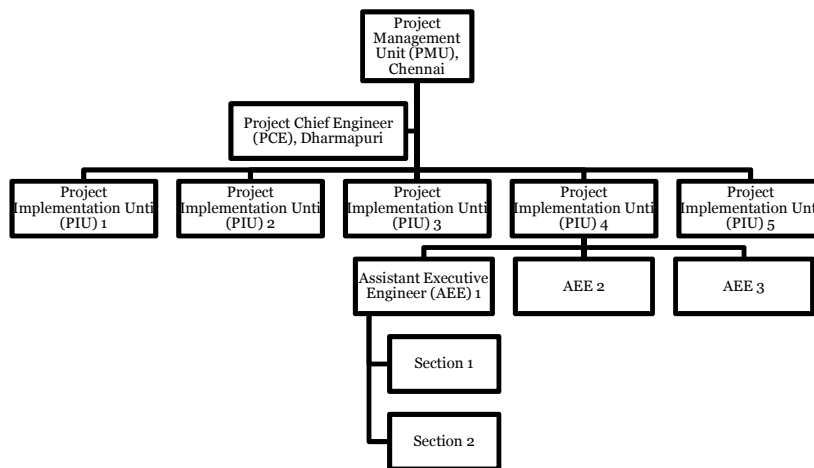 Project
Management
Unit (PMU),
Chennai
Project Chief Engineer
(PCE), Dharmapuri
Project
Implementation Unti
(PIU) 1
Project
Implementation Unti
(PIU) 2
Project
Implementation Unti
(PIU) 3
Project
Implementation Unti
(PIU) 4
Project
Implementation Unti
(PIU) 5
Assistant Executive
Engineer (AEE) 1
AEE 2
AEE 3
Section 1
Section 2